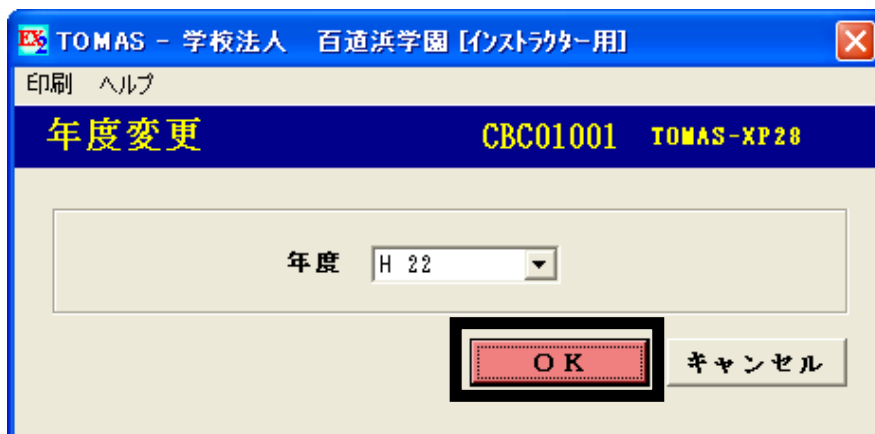 TOMAS - 学校法人　百道浜学園 [インストラクター用]
印刷 ヘルプ
年度変更 CBC01001 TOMAS-XP28
年度 H 22
OK キャンセル